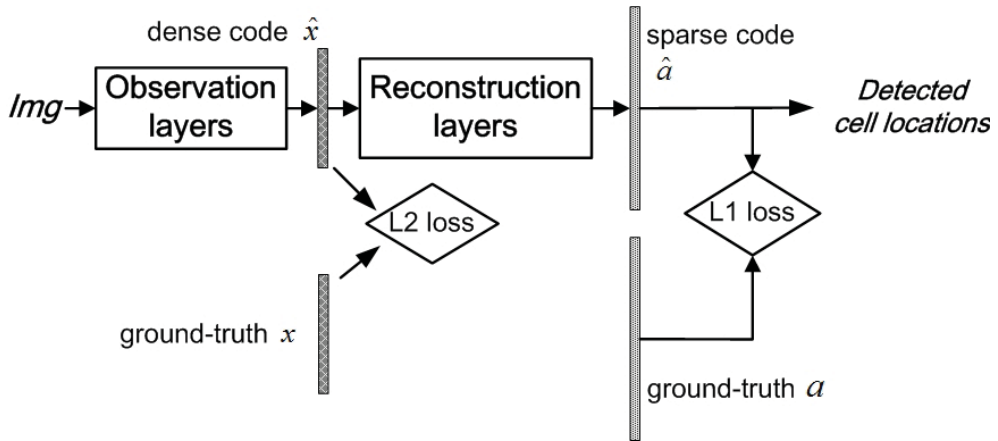 dense code x̂
sparse code
â
Img
Observation
layers
Reconstruction
layers
Detected
cell locations
L2 loss
L1 loss
ground-truth x
ground-truth a